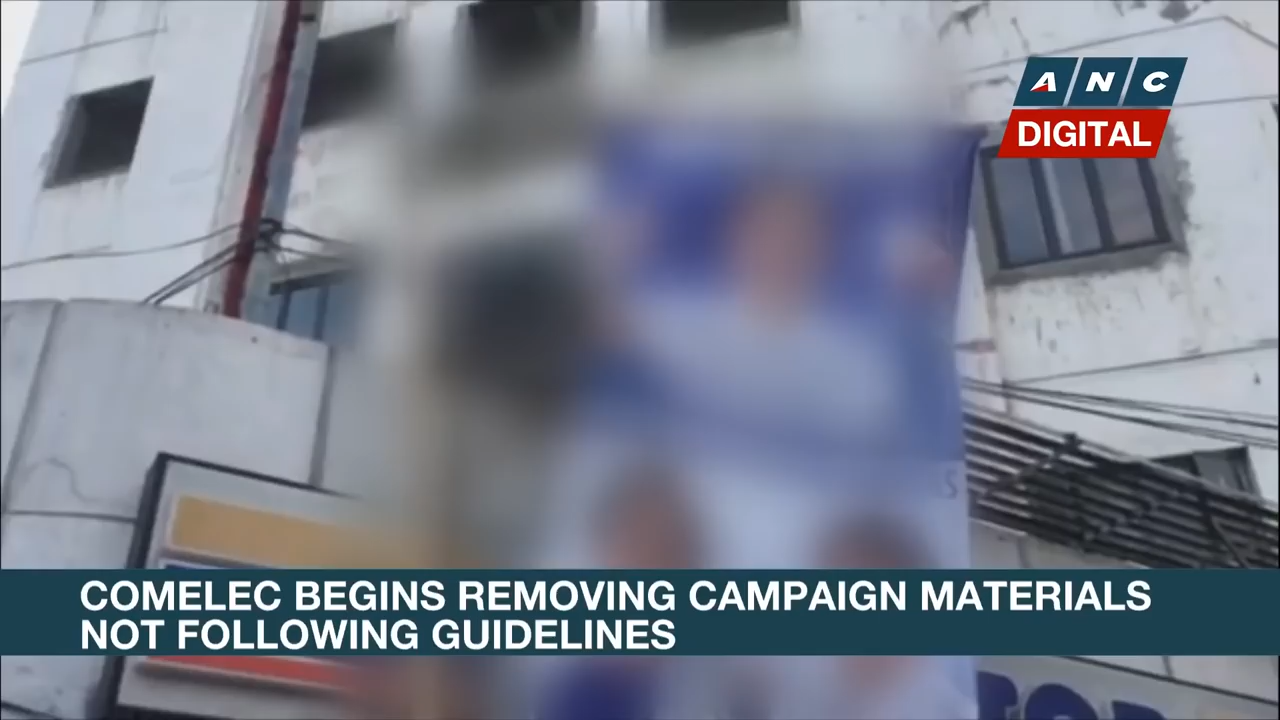 ANC
DIGITAL
COMELEC BEGINS REMOVING CAMPAIGN MATERIALS
NOT FOLLOWING GUIDELINES